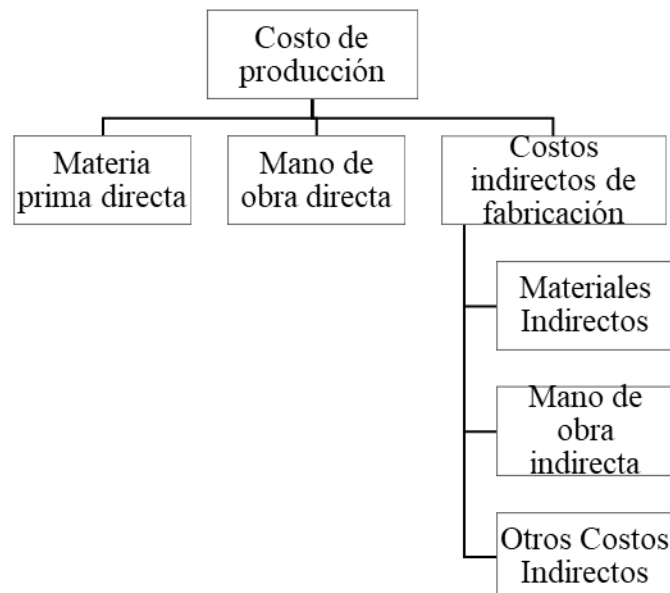 Costo de
producción
Materia
prima directa
Mano de
obra directa
Costos
indirectos de
fabricación
Materiales
Indirectos
Mano de
obra
indirecta
Otros Costos
Indirectos